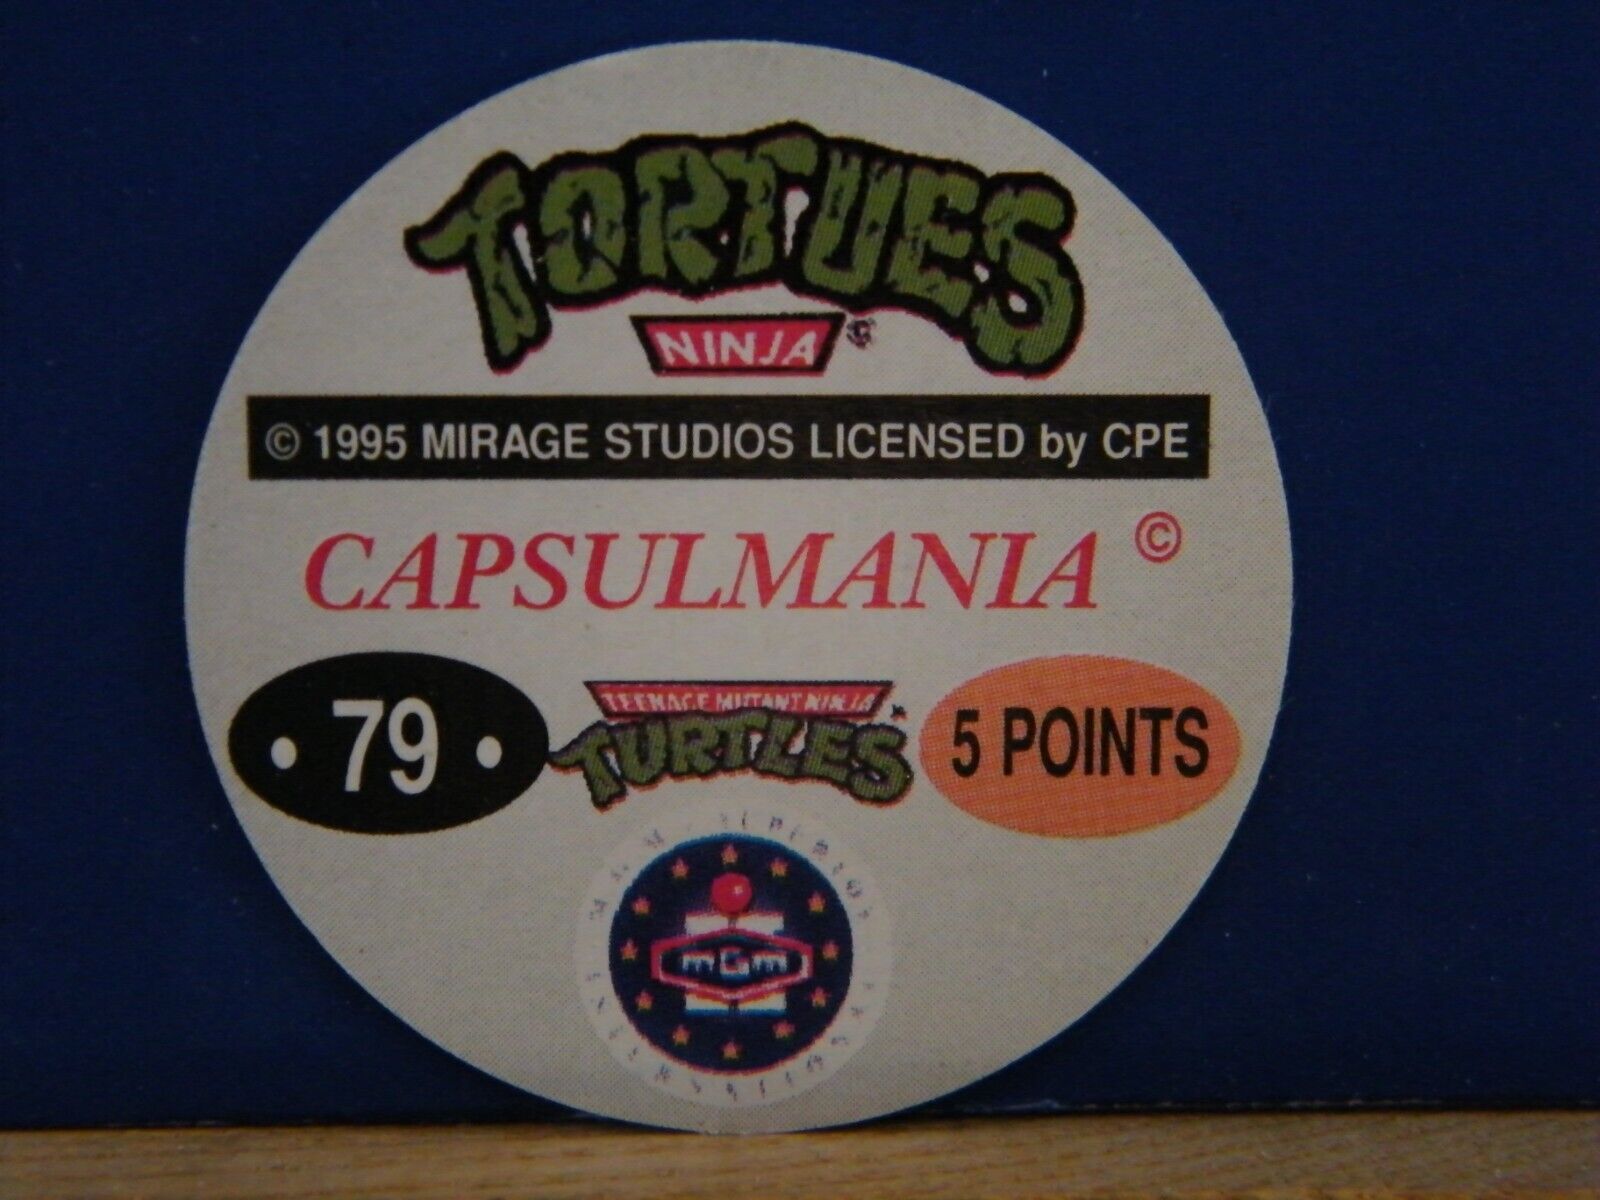 TORTUES
NINJA
© 1995 MIRAGE STUDIOS LICENSED by CPE
CAPSULMANIA ©
• 79 •
TEENAGE MUTANT NINJA
TURTLES
5 POINTS
mGm